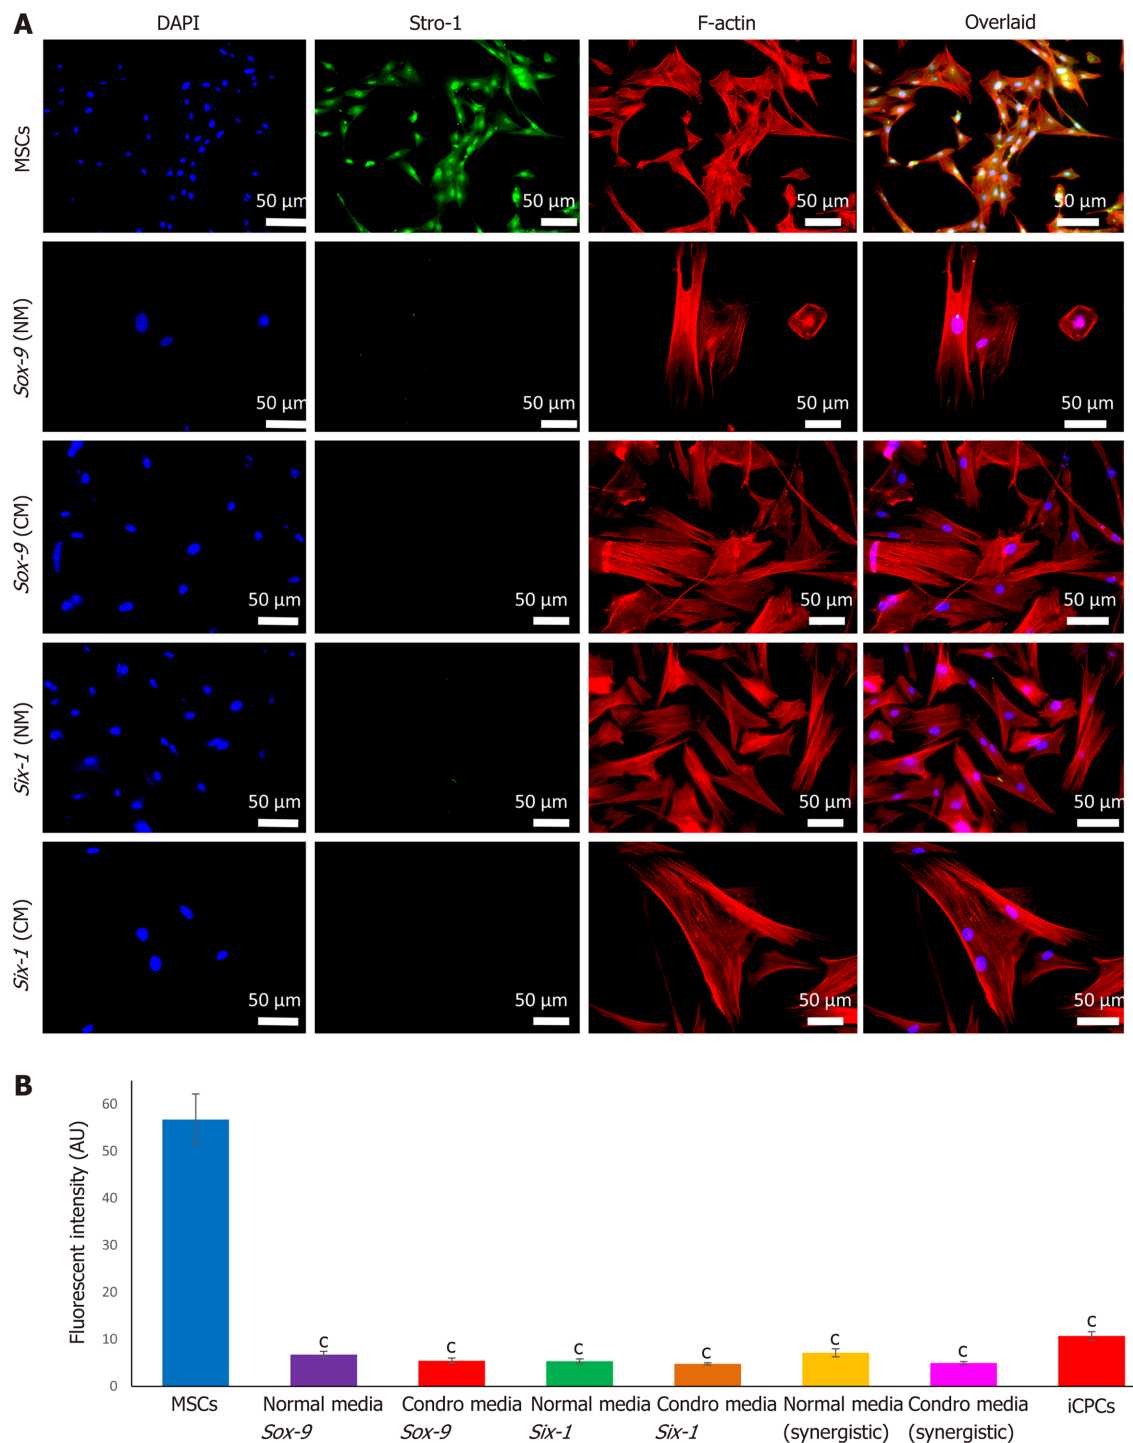 A
DAPI Stro-1 F-actin Overlaid
MSCs
50 µm 50 µm 50 µm 50 µm
Sox-9 (NM)
50 µm 50 µm 50 µm 50 µm
Sox-9 (CM)
50 µm 50 µm 50 µm 50 µm
Six-1 (NM)
50 µm 50 µm 50 µm 50 µm
Six-1 (CM)
50 µm 50 µm 50 µm 50 µm
B
Fluorescent intensity (AU)
60
50
40
30
20
10
0
c c c c c c c
MSCs Normal media Condro media Normal media Condro media Normal media Condro media iCPCs
Sox-9 Sox-9 Six-1 Six-1 (synergistic) (synergistic)